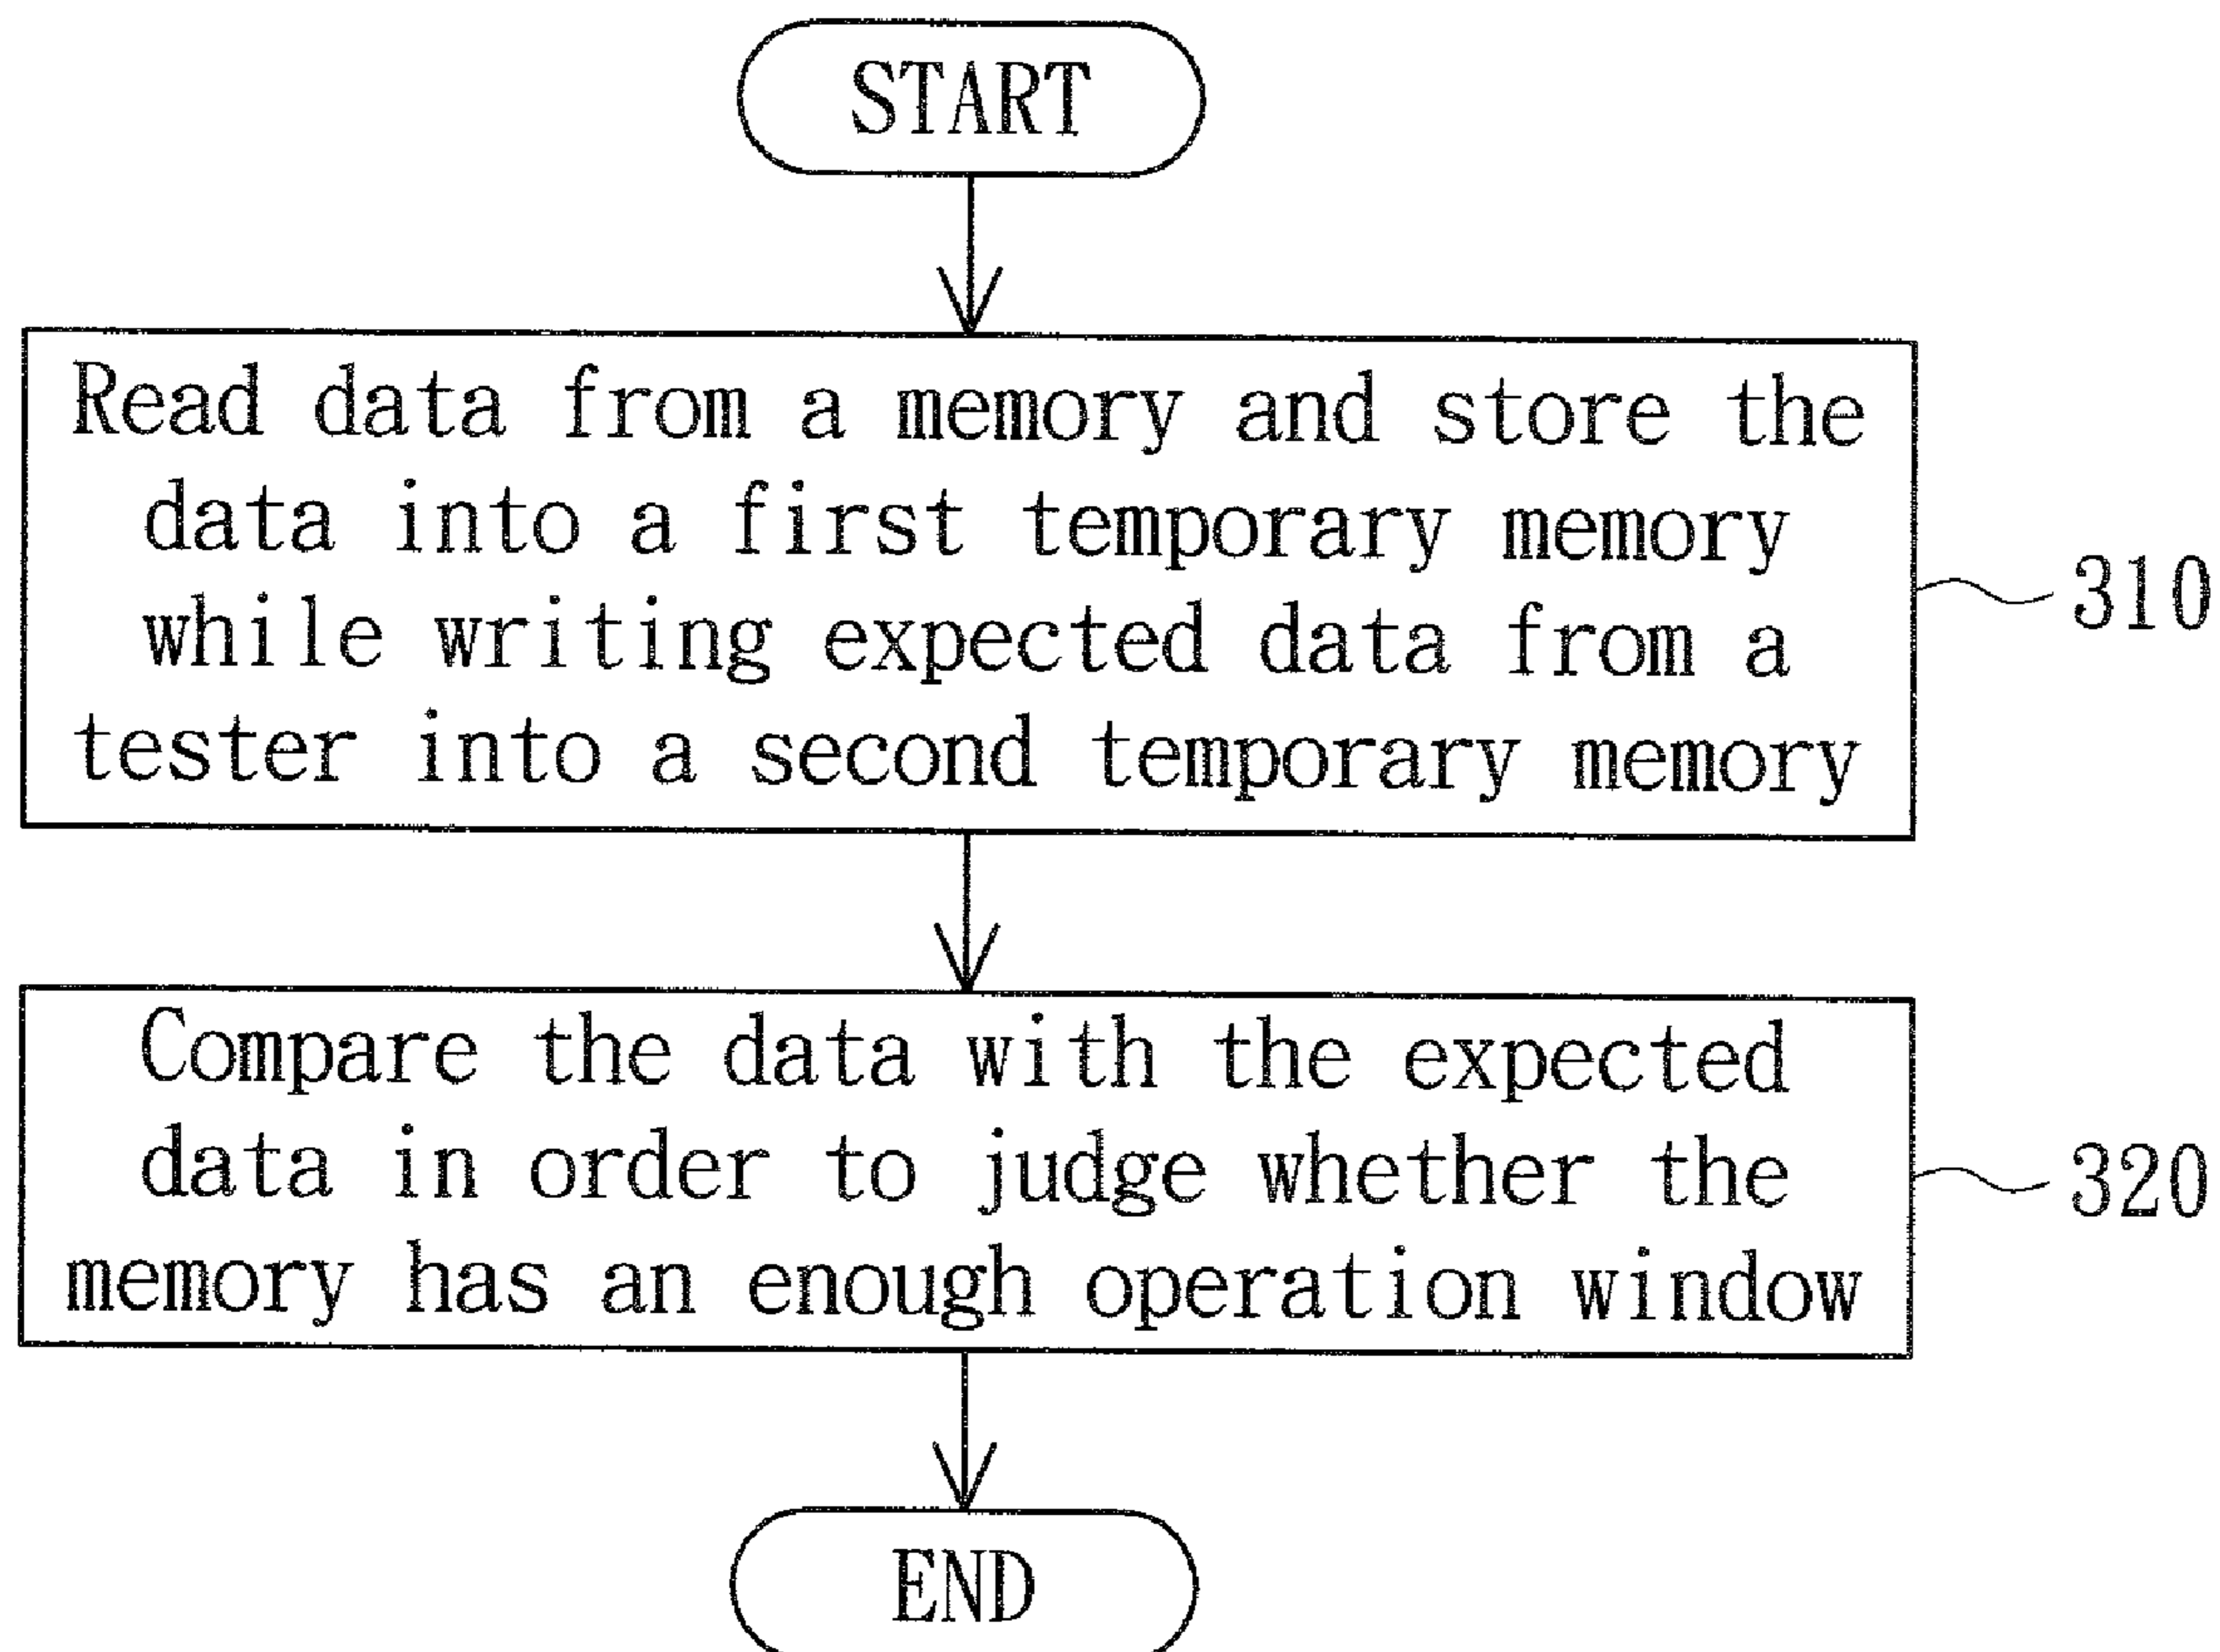 START
Read data from a memory and store the
data into a first temporary memory
while writing expected data from a
tester into a second temporary memory
310
Compare the data with the expected
data in order to judge whether the
memory has an enough operation window
320
END